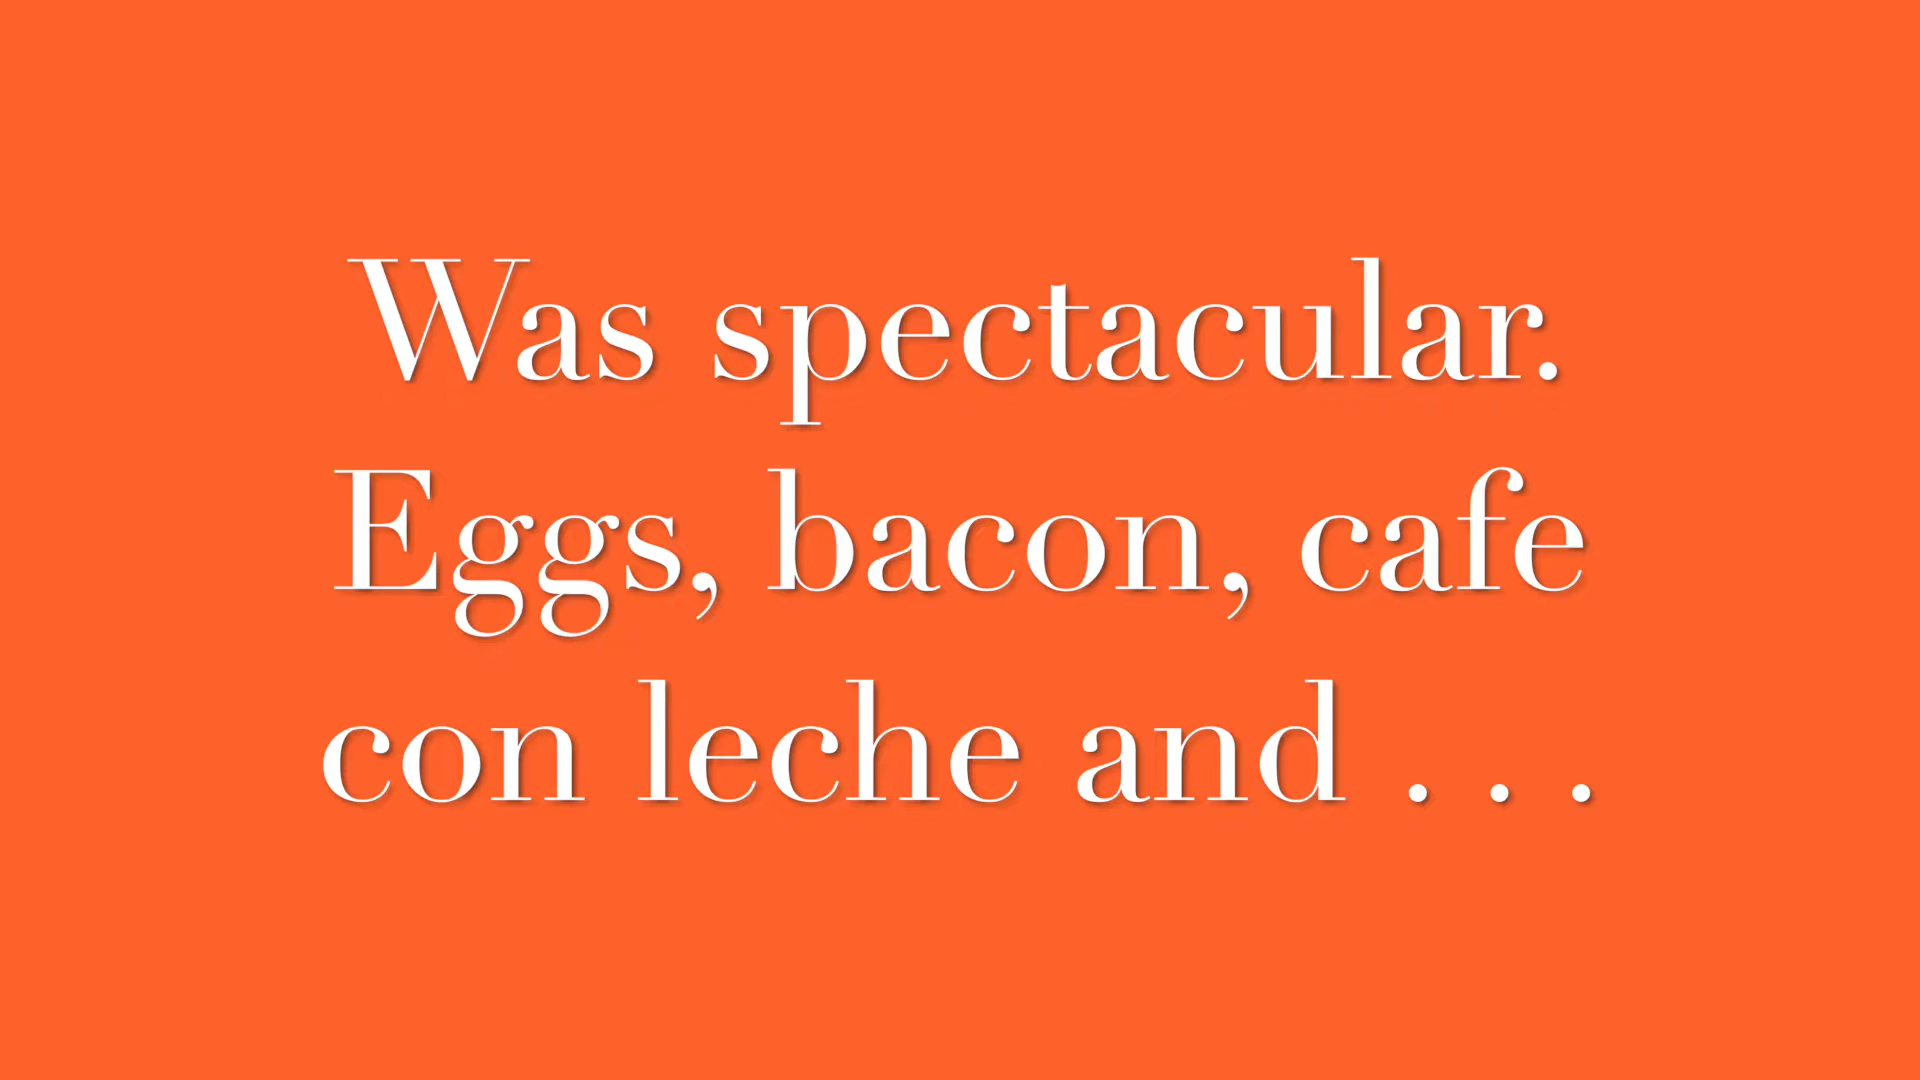 Was spectacular.
Eggs, bacon, cafe
con leche and . . .